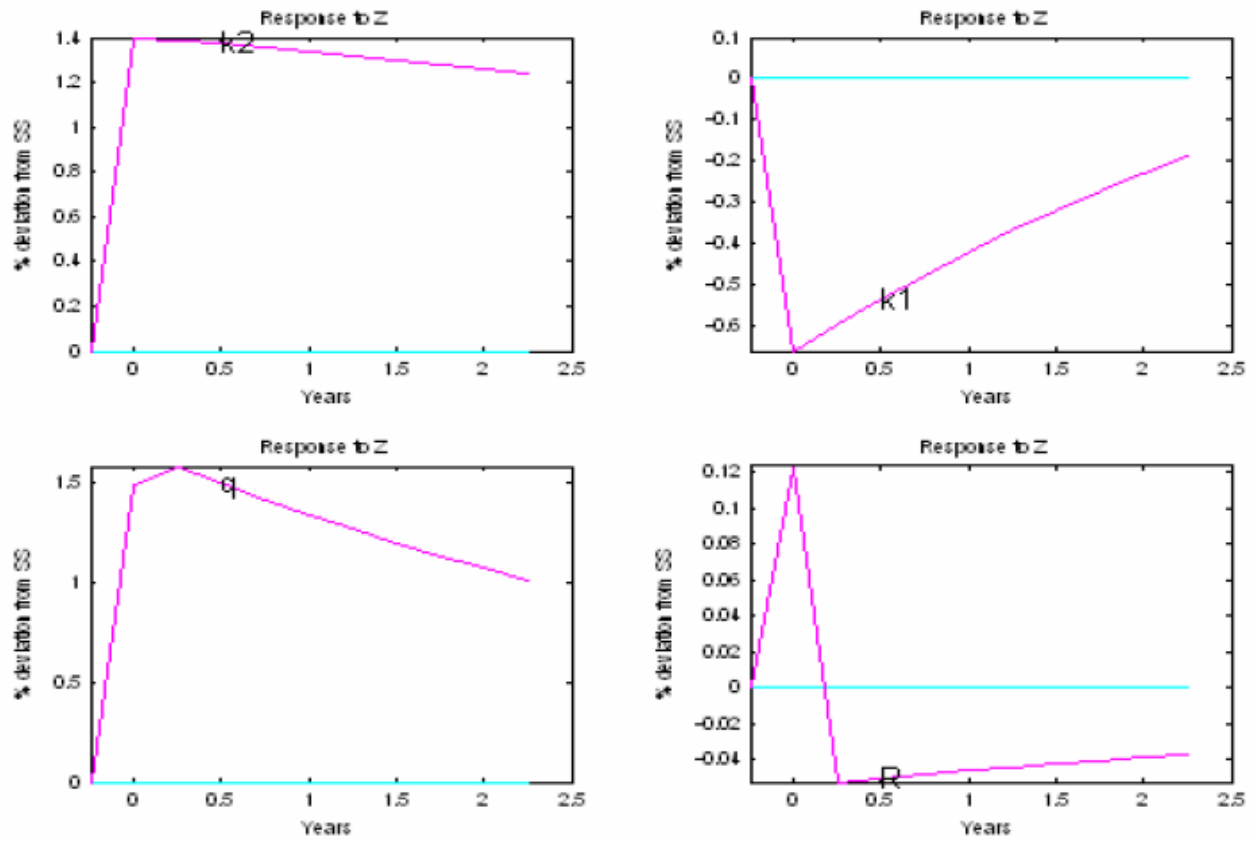 Response to Z
% deviation from SS
1.4
1.2
1
0.8
0.6
0.4
0.2
0
k2
0 0.5 1 1.5 2 2.5
Years
Response to Z
% deviation from SS
0.1
0
-0.1
-0.2
-0.3
-0.4
-0.5
-0.6
k1
0 0.5 1 1.5 2 2.5
Years
Response to Z
% deviation from SS
1.5
1
0.5
0
q
0 0.5 1 1.5 2 2.5
Years
Response to Z
% deviation from SS
0.12
0.1
0.08
0.06
0.04
0.02
0
-0.02
-0.04
R
0 0.5 1 1.5 2 2.5
Years